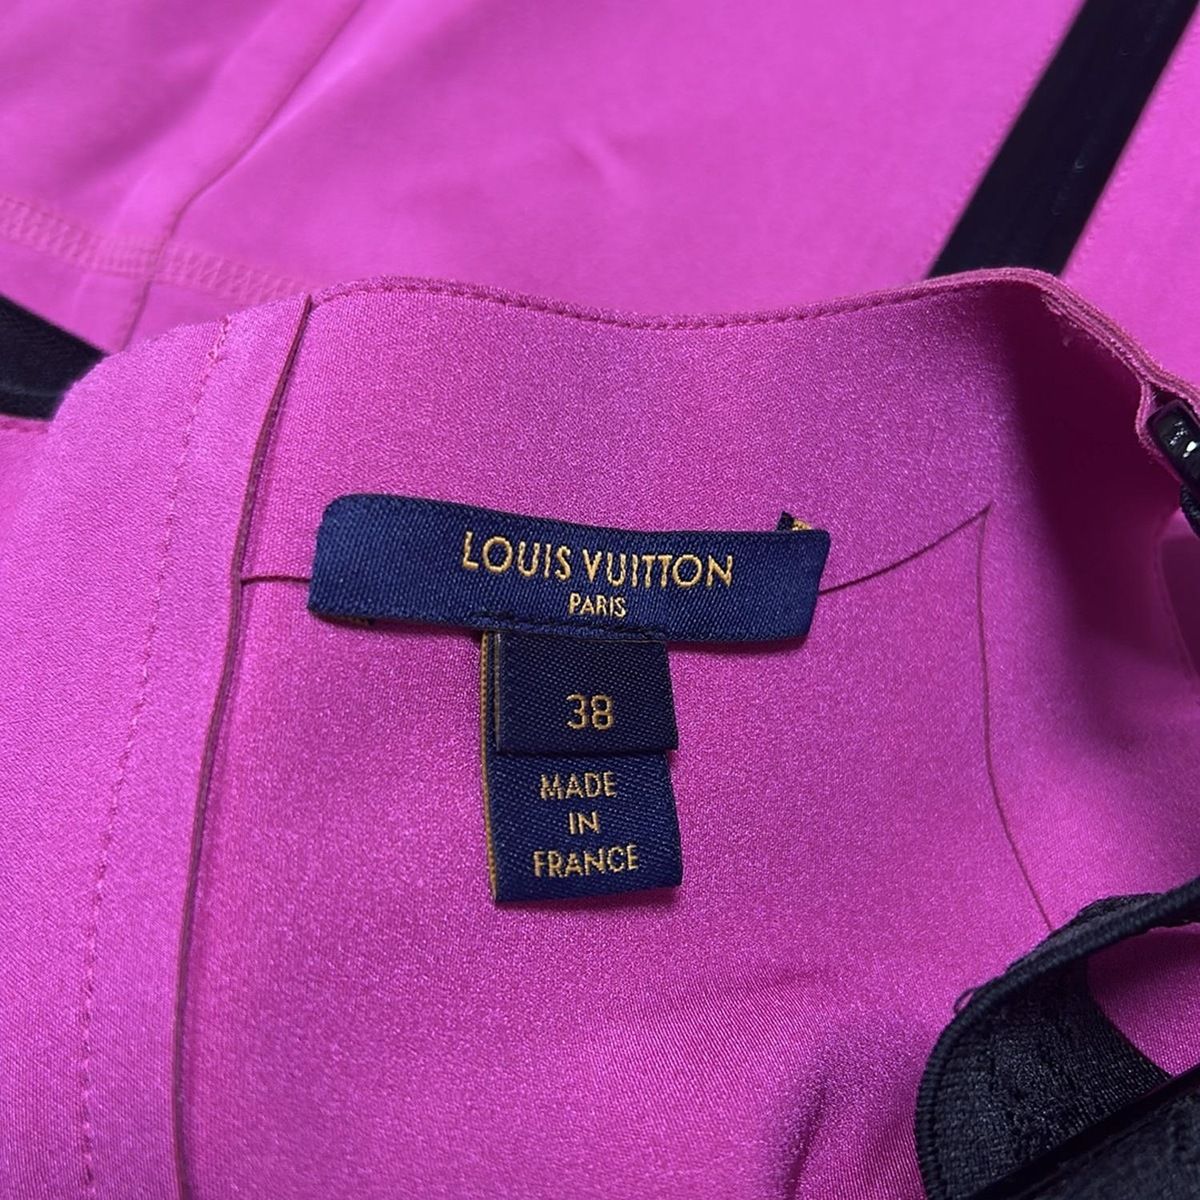 LOUIS VUITTON
PARIS
38
MADE
IN
FRANCE